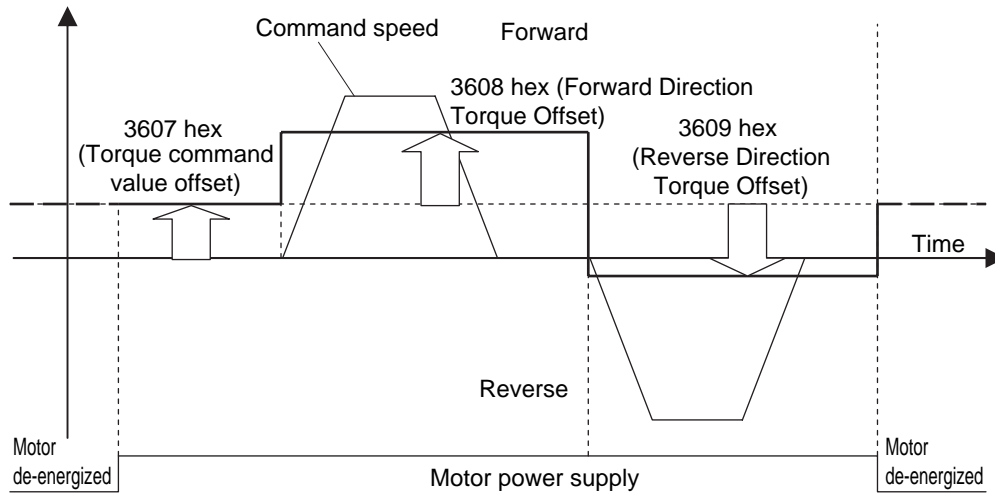 Command speed
Forward
3607 hex
(Torque command
value offset)
3608 hex (Forward Direction
Torque Offset)
3609 hex
(Reverse Direction
Torque Offset)
Time
Reverse
Motor
de-energized
Motor power supply
Motor
de-energized